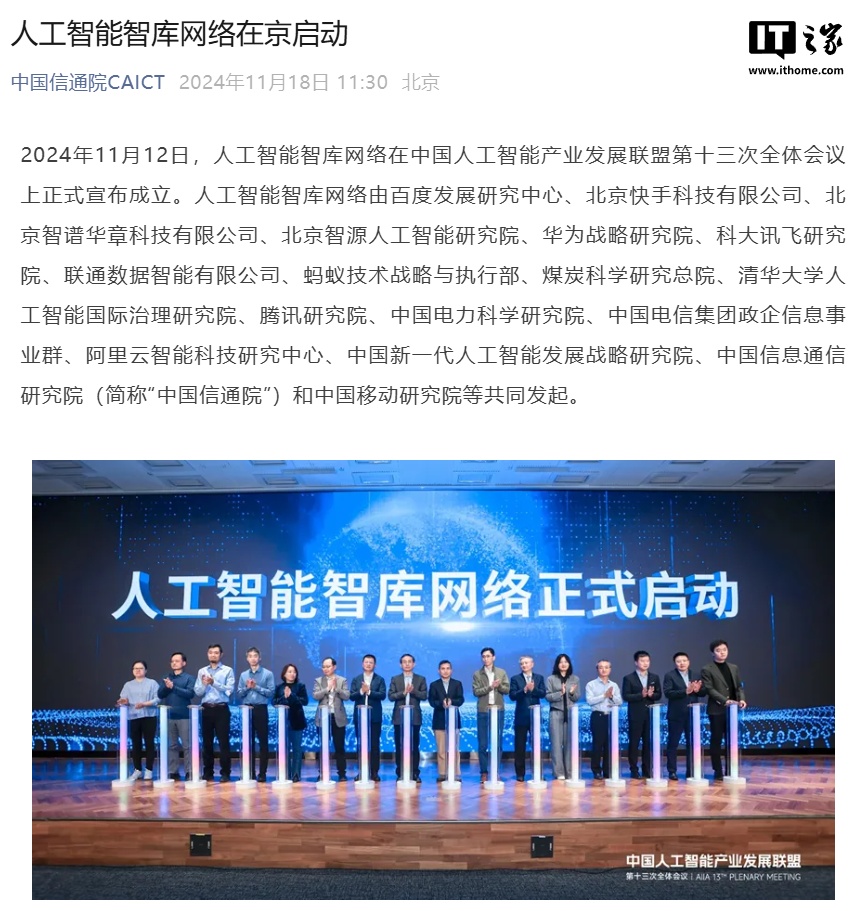 人工智能智库网络在京启动
IT之家
www.ithome.com
中国信通院CAICT 2024年11月18日 11:30 北京
2024年11月12日，人工智能智库网络在中国人工智能产业发展联盟第十三次全体会议
上正式宣布成立。人工智能智库网络由百度发展研究中心、北京快手科技有限公司、北
京智谱华章科技有限公司、北京智源人工智能研究院、华为战略研究院、科大讯飞研究
院、联通数据智能有限公司、蚂蚁技术战略与执行部、煤炭科学研究总院、清华大学人
工智能国际治理研究院、腾讯研究院、中国电力科学研究院、中国电信集团政企信息事
业群、阿里云智能科技研究中心、中国新一代人工智能发展战略研究院、中国信息通信
研究院（简称“中国信通院”）和中国移动研究院等共同发起。
人工智能智库网络正式启动
中国人工智能产业发展联盟
第十三次全体会议 | AIIA 13TH PLENARY MEETING